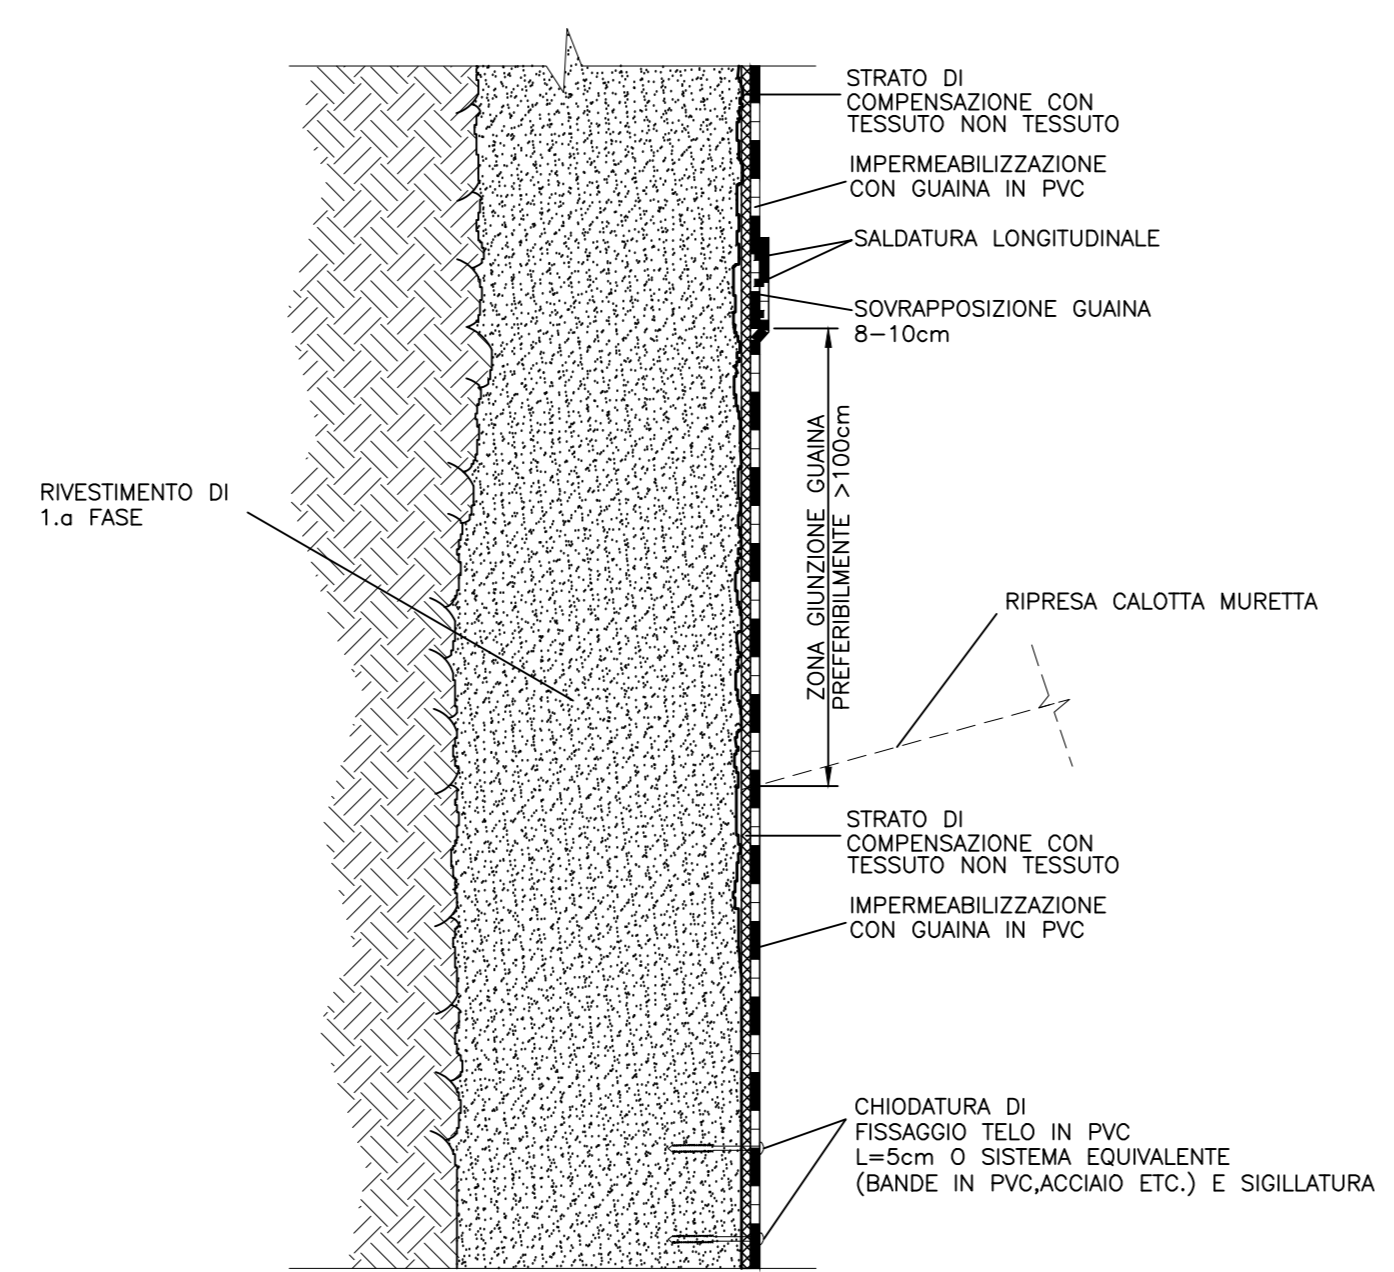 STRATO DI
COMPENSAZIONE CON
TESSUTO NON TESSUTO
IMPERMEABILIZZAZIONE
CON GUAINA IN PVC
SALDATURA LONGITUDINALE
SOVRAPPOSIZIONE GUAINA
8-10cm
ZONA GIUNZIONE GUAINA
PREFERIBILMENTE >100cm
RIVESTIMENTO DI
1.a FASE
RIPRESA CALOTTA MURETTA
STRATO DI
COMPENSAZIONE CON
TESSUTO NON TESSUTO
IMPERMEABILIZZAZIONE
CON GUAINA IN PVC
CHIODATURA DI
FISSAGGIO TELO IN PVC
L=5cm O SISTEMA EQUIVALENTE
(BANDE IN PVC,ACCIAIO ETC.) E SIGILLATURA